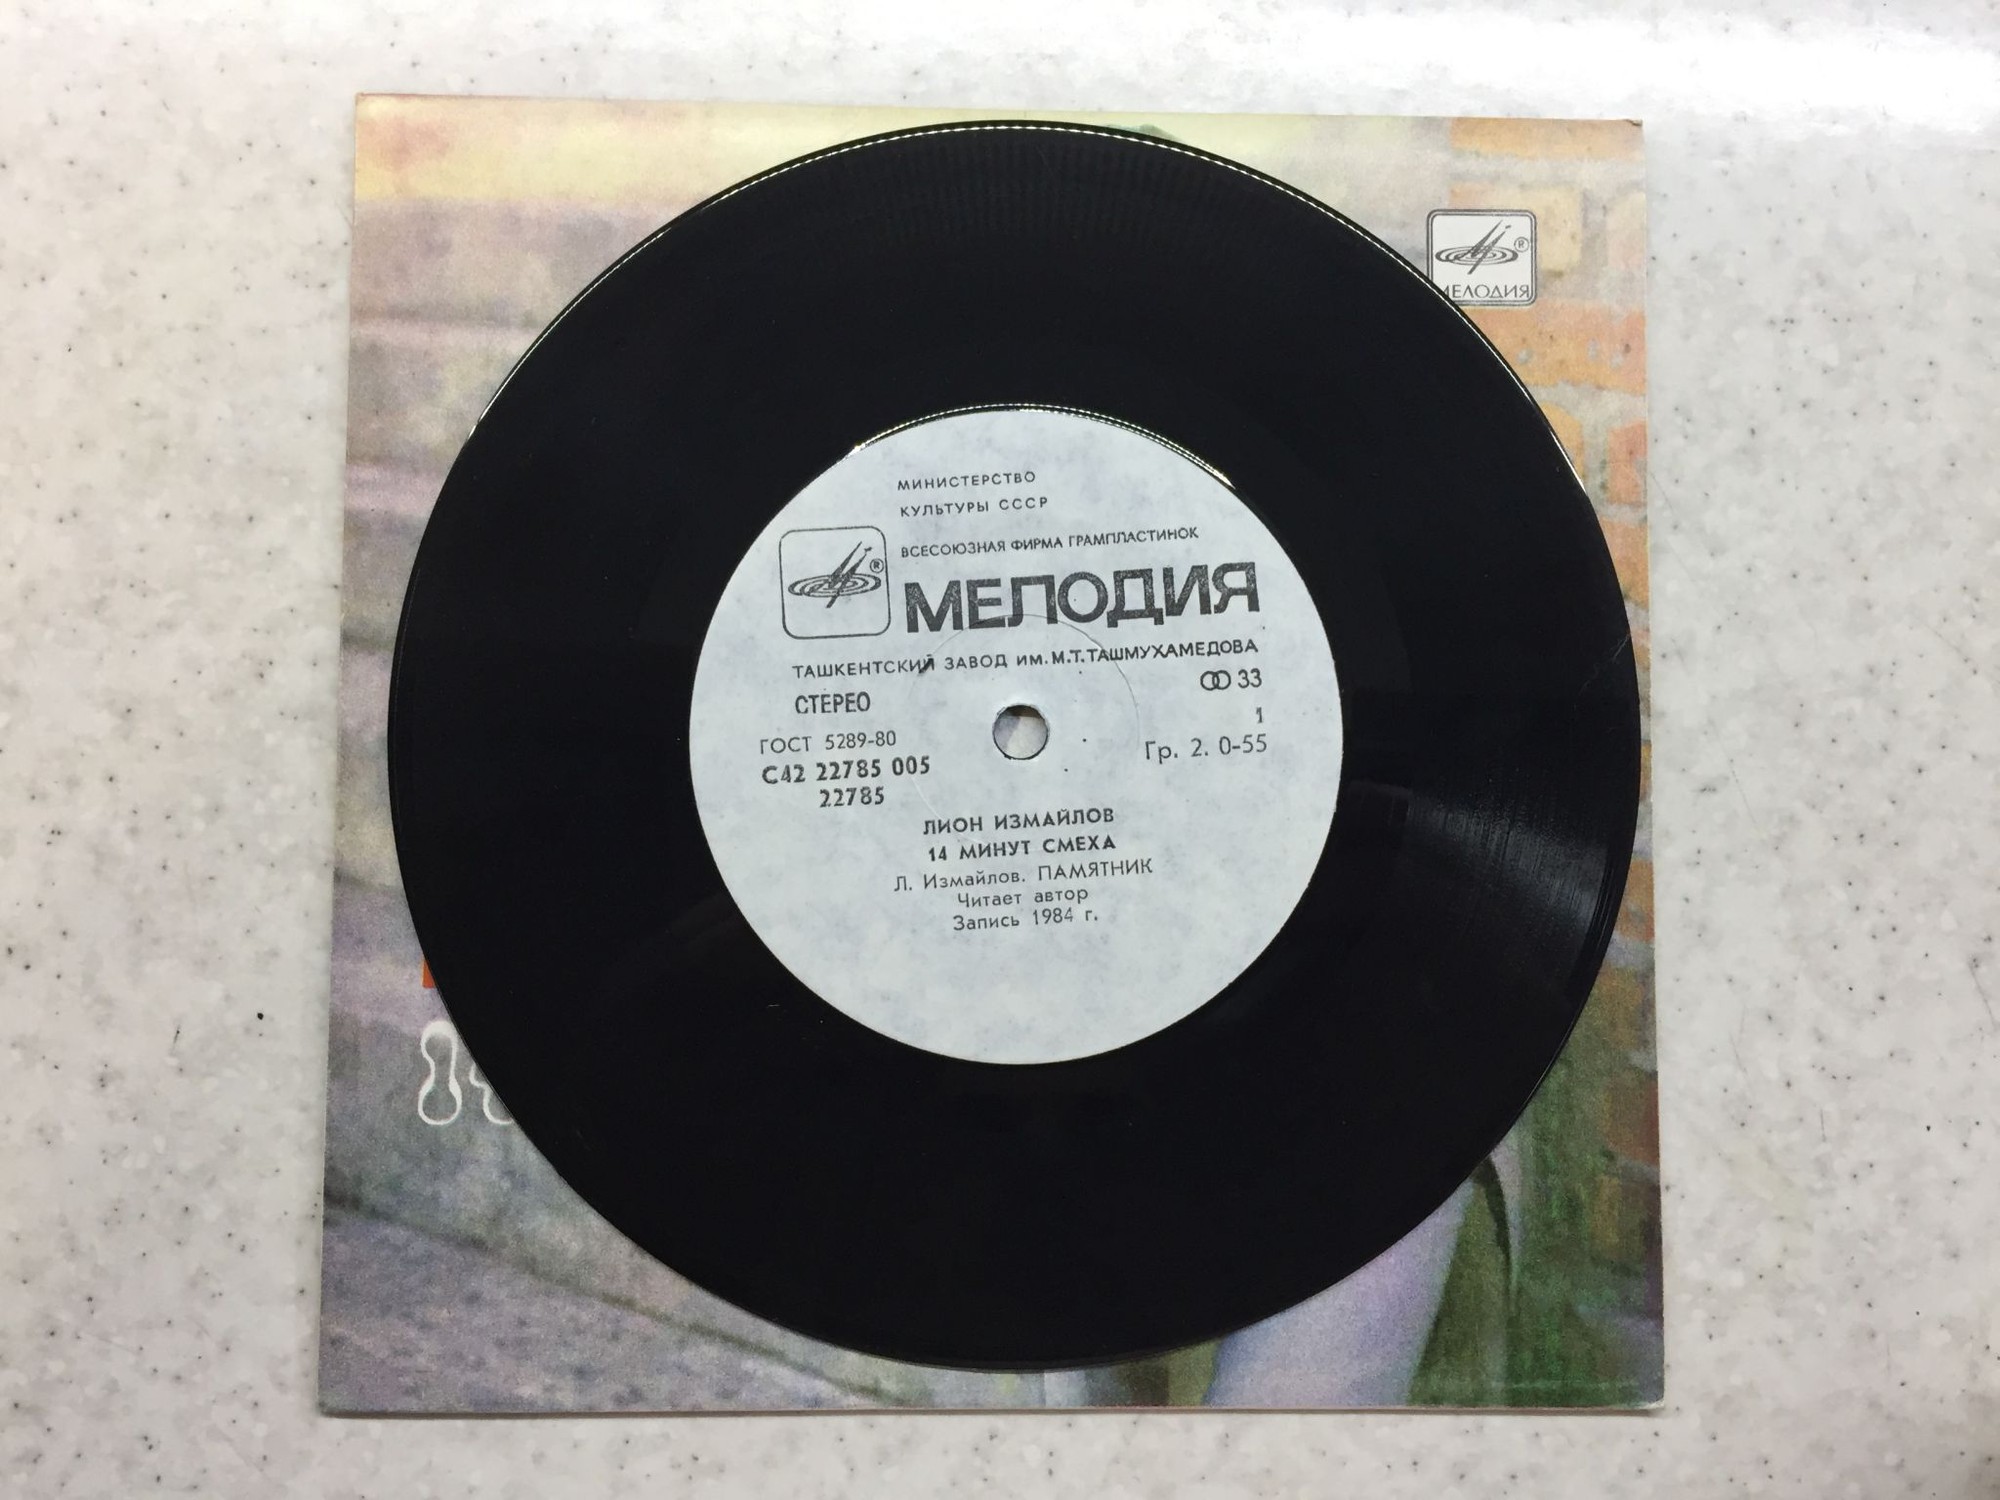 МЕЛОДИЯ
®
МИНИСТЕРСТВО
КУЛЬТУРЫ СССР
ВСЕСОЮЗНАЯ ФИРМА ГРАМПЛАСТИНОК
®
МЕЛОДИЯ
ТАШКЕНТСКИЙ ЗАВОД ИМ. М.Т. ТАШМУХАМЕДОВА
СТЕРЕО
33
ГОСТ 5289-80
1
С42 22785 005
Гр. 2. 0-55
22785
ЛИОН ИЗМАЙЛОВ
14 МИНУТ СМЕХА
Л. Измайлов. ПАМЯТНИК
Читает автор
Запись 1984 г.